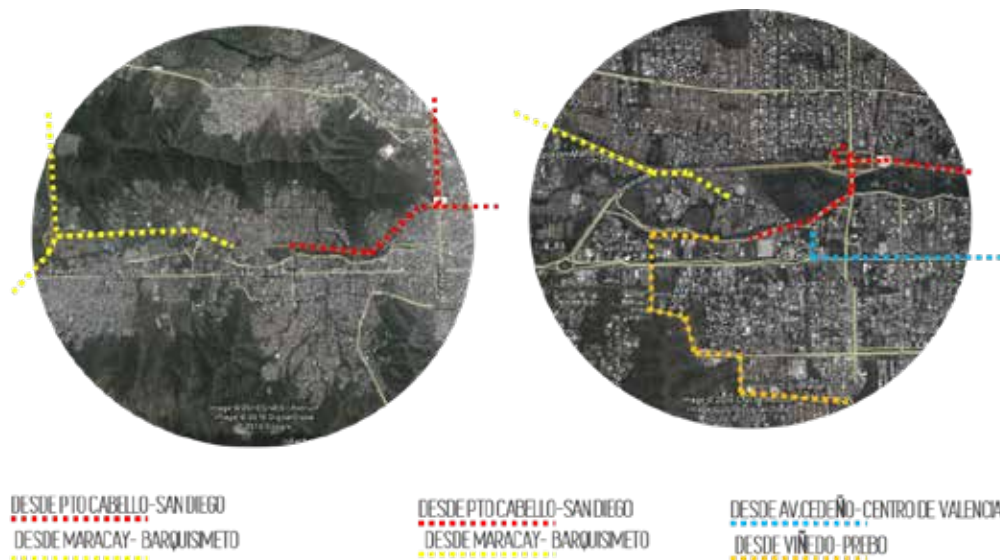 DESDE PTO CABELLO-SAN DIEGO
DESDE MARACAY- BARQUISIMETO
DESDE PTO CABELLO-SAN DIEGO
DESDE MARACAY- BARQUISIMETO
DESDE AV.CEDEÑO- CENTRO DE VALENCIA
DESDE VIÑEDO-PREBO